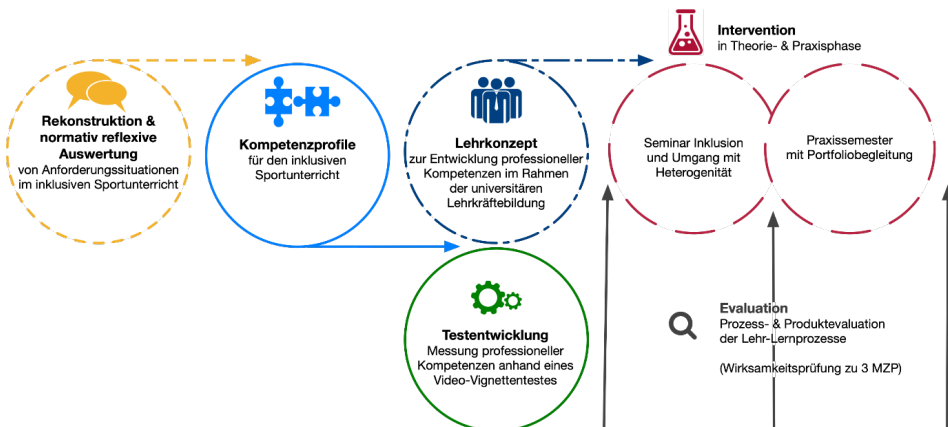 Rekonstruktion &
normativ reflexive
Auswertung
von Anforderungssituationen
im inklusiven Sportunterricht
Kompetenzprofile
für den inklusiven
Sportunterricht
Lehrkonzept
zur Entwicklung professioneller
Kompetenzen im Rahmen
der universitären
Lehrkräftebildung
Testentwicklung
Messung professioneller
Kompetenzen anhand eines
Video-Vignettentestes
Intervention
in Theorie- & Praxisphase
Seminar Inklusion
und Umgang mit
Heterogenität
Praxissemester
mit Portfoliobegleitung
Evaluation
Prozess- & Produktevaluation
der Lehr-Lernprozesse
(Wirksamkeitsprüfung zu 3 MZP)